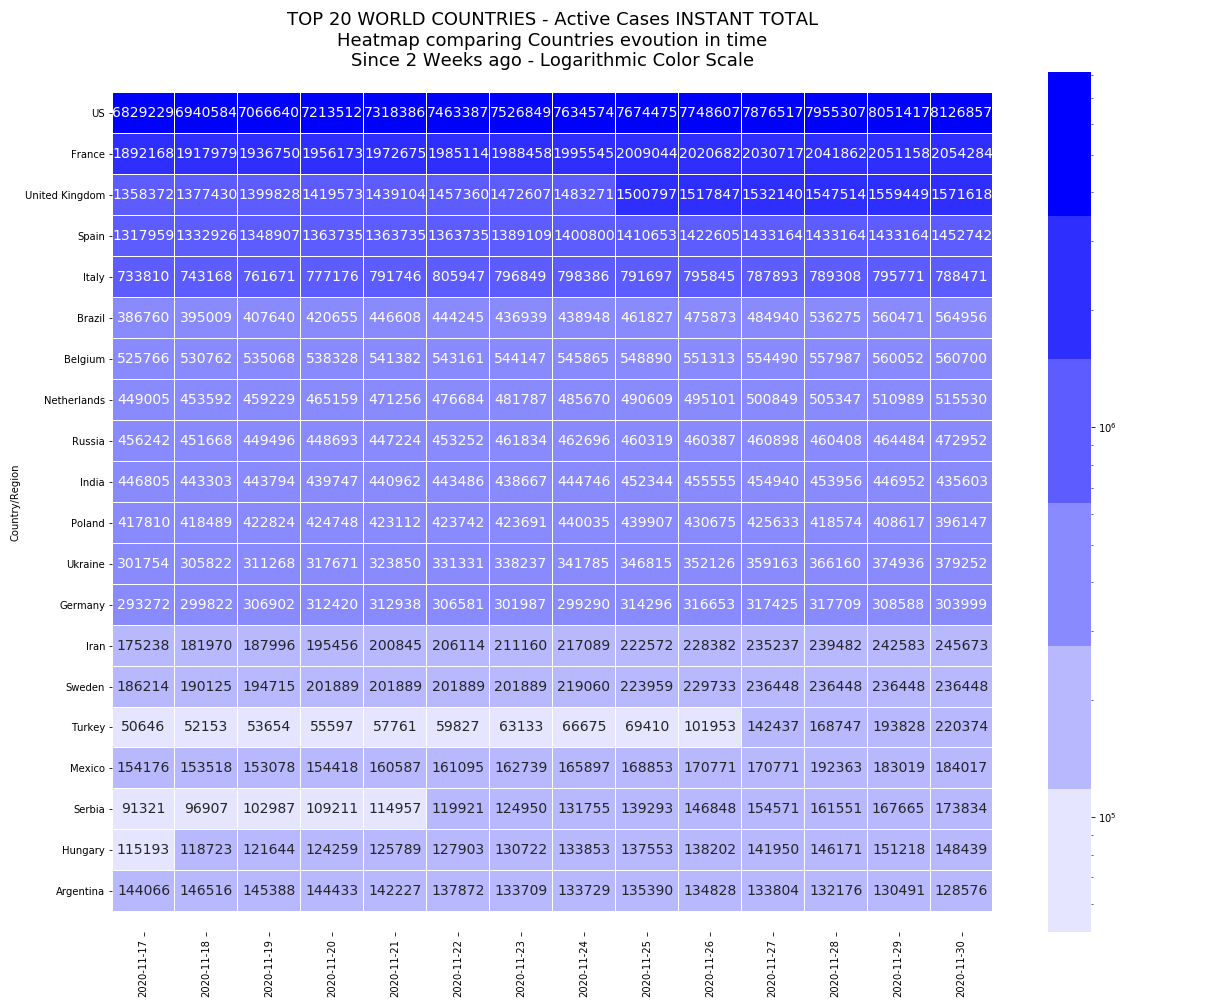 TOP 20 WORLD COUNTRIES - Active Cases INSTANT TOTAL
Heatmap comparing Countries evoution in time
Since 2 Weeks ago - Logarithmic Color Scale
US 6829229 6940584 7066640 7213512 7318386 7463387 7526849 7634574 7674475 7748607 7876517 7955307 8051417 8126857
France 1892168 1917979 1936750 1956173 1972675 1985114 1988458 1995545 2009044 2020682 2030717 2041862 2051158 2054284
United Kingdom 1358372 1377430 1399828 1419573 1439104 1457360 1472607 1483271 1500797 1517847 1532140 1547514 1559449 1571618
Spain 1317959 1332926 1348907 1363735 1363735 1363735 1389109 1400800 1410653 1422605 1433164 1433164 1433164 1452742
Italy 733810 743168 761671 777176 791746 805947 796849 798386 791697 795845 787893 789308 795771 788471
Brazil 386760 395009 407640 420655 446608 444245 436939 438948 461827 475873 484940 536275 560471 564956
Belgium 525766 530762 535068 538328 541382 543161 544147 545865 548890 551313 554490 557987 560052 560700
Netherlands 449005 453592 459229 465159 471256 476684 481787 485670 490609 495101 500849 505347 510989 515530
Russia 456242 451668 449496 448693 447224 453252 461834 462696 460319 460387 460898 460408 464484 472952
India 446805 443303 443794 439747 440962 443486 438667 444746 452344 455555 454940 453956 446952 435603
Poland 417810 418489 422824 424748 423112 423742 423691 440035 439907 430675 425633 418574 408617 396147
Ukraine 301754 305822 311268 317671 323850 331331 338237 341785 346815 352126 359163 366160 374936 379252
Germany 293272 299822 306902 312420 312938 306581 301987 299290 314296 316653 317425 317709 308588 303999
Iran 175238 181970 187996 195456 200845 206114 211160 217089 222572 228382 235237 239482 242583 245673
Sweden 186214 190125 194715 201889 201889 201889 201889 219060 223959 229733 236448 236448 236448 236448
Turkey 50646 52153 53654 55597 57761 59827 63133 66675 69410 101953 142437 168747 193828 220374
Mexico 154176 153518 153078 154418 160587 161095 162739 165897 168853 170771 170771 192363 183019 184017
Serbia 91321 96907 102987 109211 114957 119921 124950 131755 139293 146848 154571 161551 167665 173834
Hungary 115193 118723 121644 124259 125789 127903 130722 133853 137553 138202 141950 146171 151218 148439
Argentina 144066 146516 145388 144433 142227 137872 133709 133729 135390 134828 133804 132176 130491 128576
2020-11-17 2020-11-18 2020-11-19 2020-11-20 2020-11-21 2020-11-22 2020-11-23 2020-11-24 2020-11-25 2020-11-26 2020-11-27 2020-11-28 2020-11-29 2020-11-30
Country/Region
10⁶
10⁵